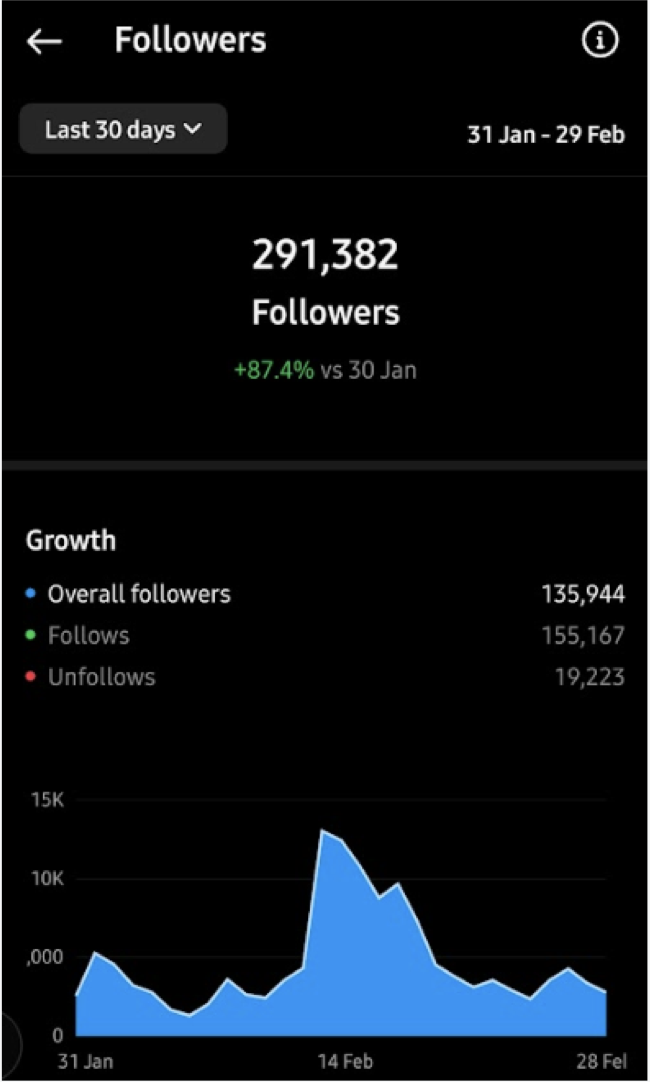 Followers
Last 30 days
31 Jan - 29 Feb
291,382
Followers
+87.4% vs 30 Jan
Growth
Overall followers 135,944
Follows 155,167
Unfollows 19,223
15K
10K
,000
0
31 Jan 14 Feb 28 Fel